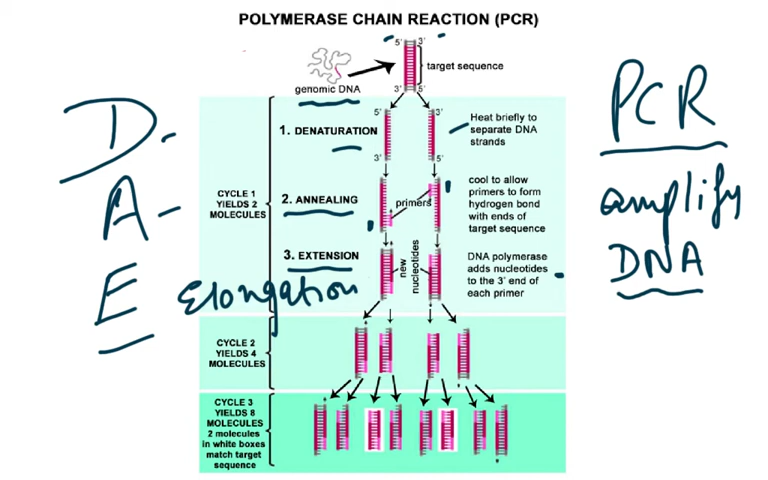 POLYMERASE CHAIN REACTION (PCR)
5' 3'
target sequence
genomic DNA
3' 5'
5' 3'
1. DENATURATION
Heat briefly to
separate DNA
strands
3' 5'
CYCLE 1
YIELDS 2
MOLECULES
2. ANNEALING
primers
cool to allow
primers to form
hydrogen bond
with ends of
target sequence
3. EXTENSION
new
nucleotides
DNA polymerase
adds nucleotides
to the 3' end of
each primer
CYCLE 2
YIELDS 4
MOLECULES
CYCLE 3
YIELDS 8
MOLECULES
2 molecules
in white boxes
match target
sequence
D.
A -
E Elongation
PCR
amplify
DNA